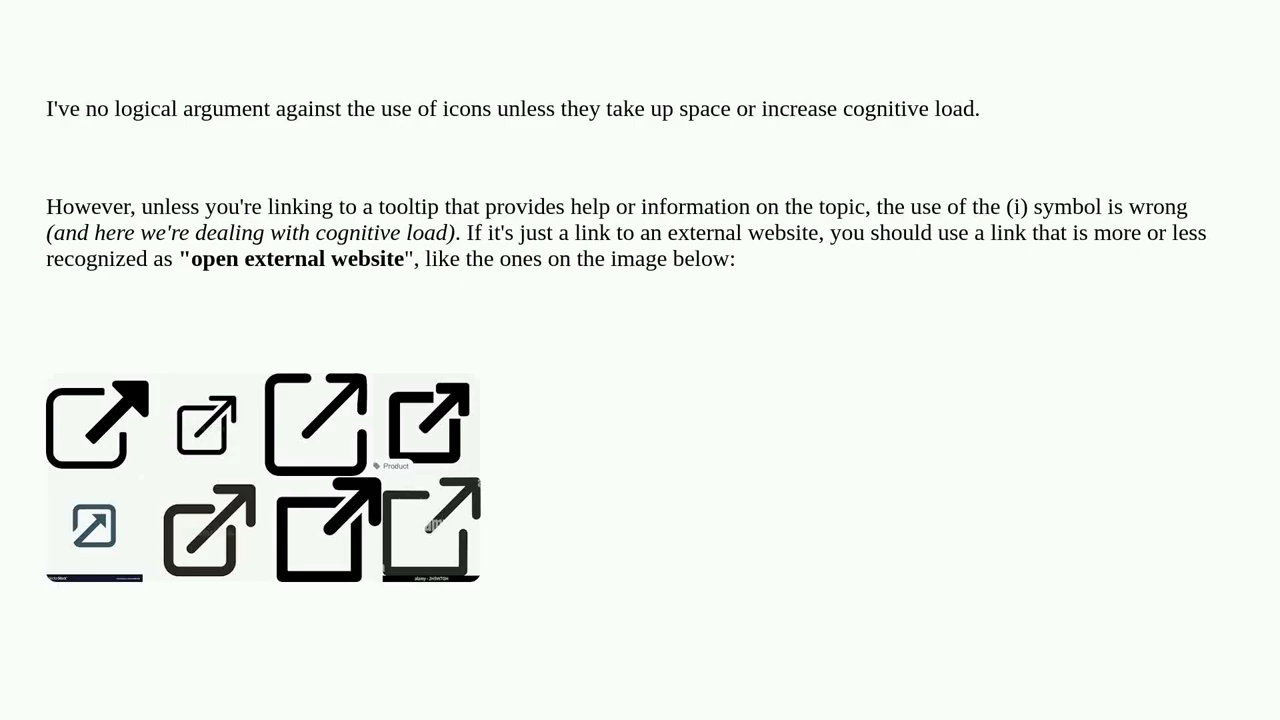 I've no logical argument against the use of icons unless they take up space or increase cognitive load.
However, unless you're linking to a tooltip that provides help or information on the topic, the use of the (i) symbol is wrong
(and here we're dealing with cognitive load). If it's just a link to an external website, you should use a link that is more or less
recognized as "open external website", like the ones on the image below:
Product